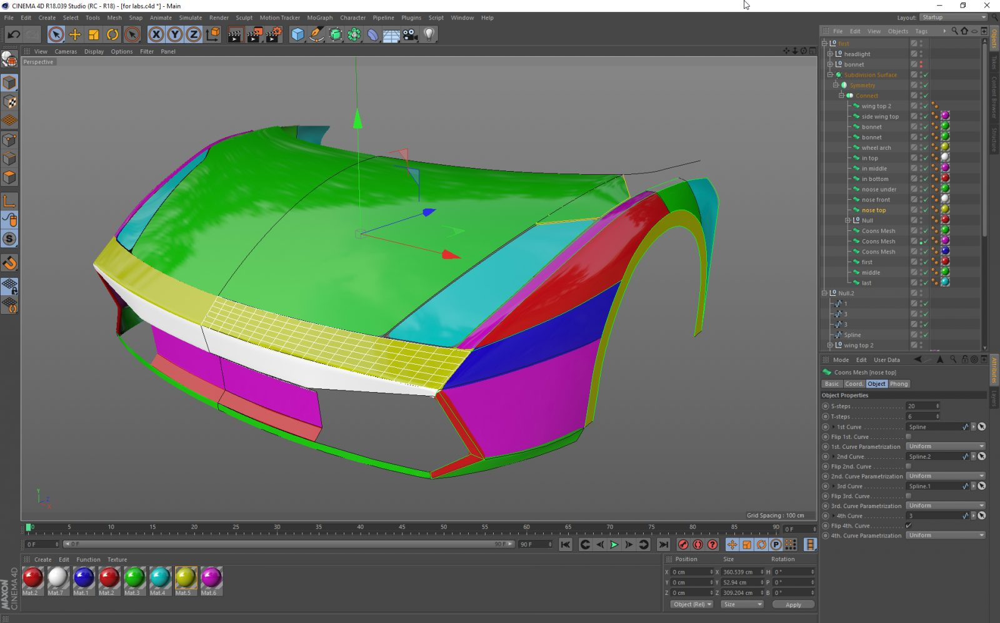 CINEMA 4D R18.039 Studio (RC - R18) - [for labs.c4d *] - Main
File Edit Create Select Tools Mesh Snap Animate Simulate Render Sculpt Motion Tracker MoGraph Character Pipeline Plugins Script Window Help
Layout: Startup
X Y Z
File Edit View Objects Tags
View Cameras Display Options Filter Panel
Perspective
first
headlight
bonnet
Subdivision Surface
Symmetry
Connect
wing top 2
side wing top
bonnet
bonnet
wheel arch
in top
in middle
in bottom
noose under
nose front
nose top
Null
Coons Mesh
Coons Mesh
Coons Mesh
first
middle
last
Null.2
1
3
3
Spline
wing top 2
Objects
Takes
Content Browser
Structure
Mode Edit User Data
Attributes
Layers
Coons Mesh [nose top]
Basic Coord. Object Phong
Object Properties
S-steps 20
T-steps 6
1st Curve Spline
Flip 1st. Curve
1st. Curve Parametrization Uniform
2nd Curve Spline.2
Flip 2nd. Curve
2nd. Curve Parametrization Uniform
3rd Curve Spline.1
Flip 3rd. Curve
3rd. Curve Parametrization Uniform
4th Curve 3
Flip 4th. Curve
4th. Curve Parametrization Uniform
S
Y
Z
X
Grid Spacing : 100 cm
0 5 10 15 20 25 30 35 40 45 50 55 60 65 70 75 80 85 90 0 F
0 F 0 F 90 F 90 F
P
Create Edit Function Texture
Mat.2 Mat.7 Mat.1 Mat.2 Mat.3 Mat.4 Mat.5 Mat.6
Position Size Rotation
X 0 cm X 360.539 cm H 0 °
Y 0 cm Y 52.94 cm P 0 °
Z 0 cm Z 309.204 cm B 0 °
Object (Rel) Size Apply
MAXON
CINEMA 4D